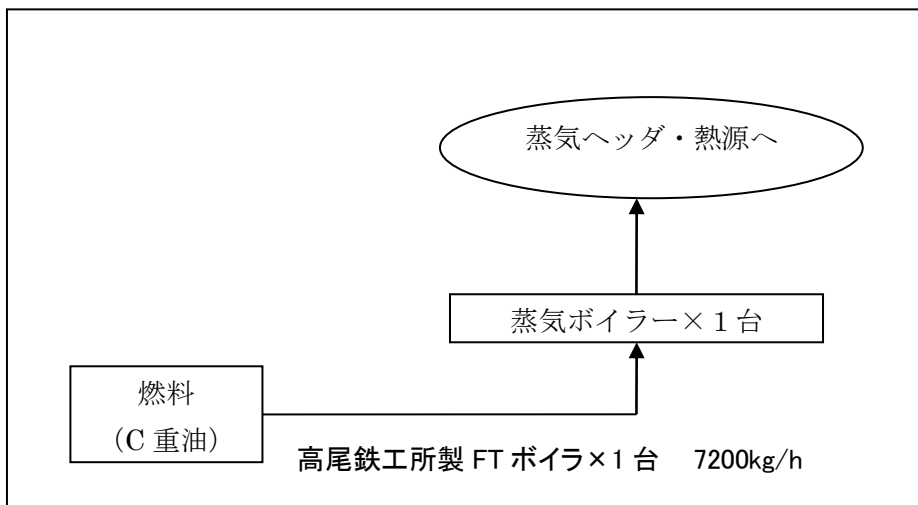 蒸気ヘッダ・熱源へ
蒸気ボイラー×1台
燃料
（C 重油）
高尾鉄工所製 FT ボイラ×1 台　7200kg/h